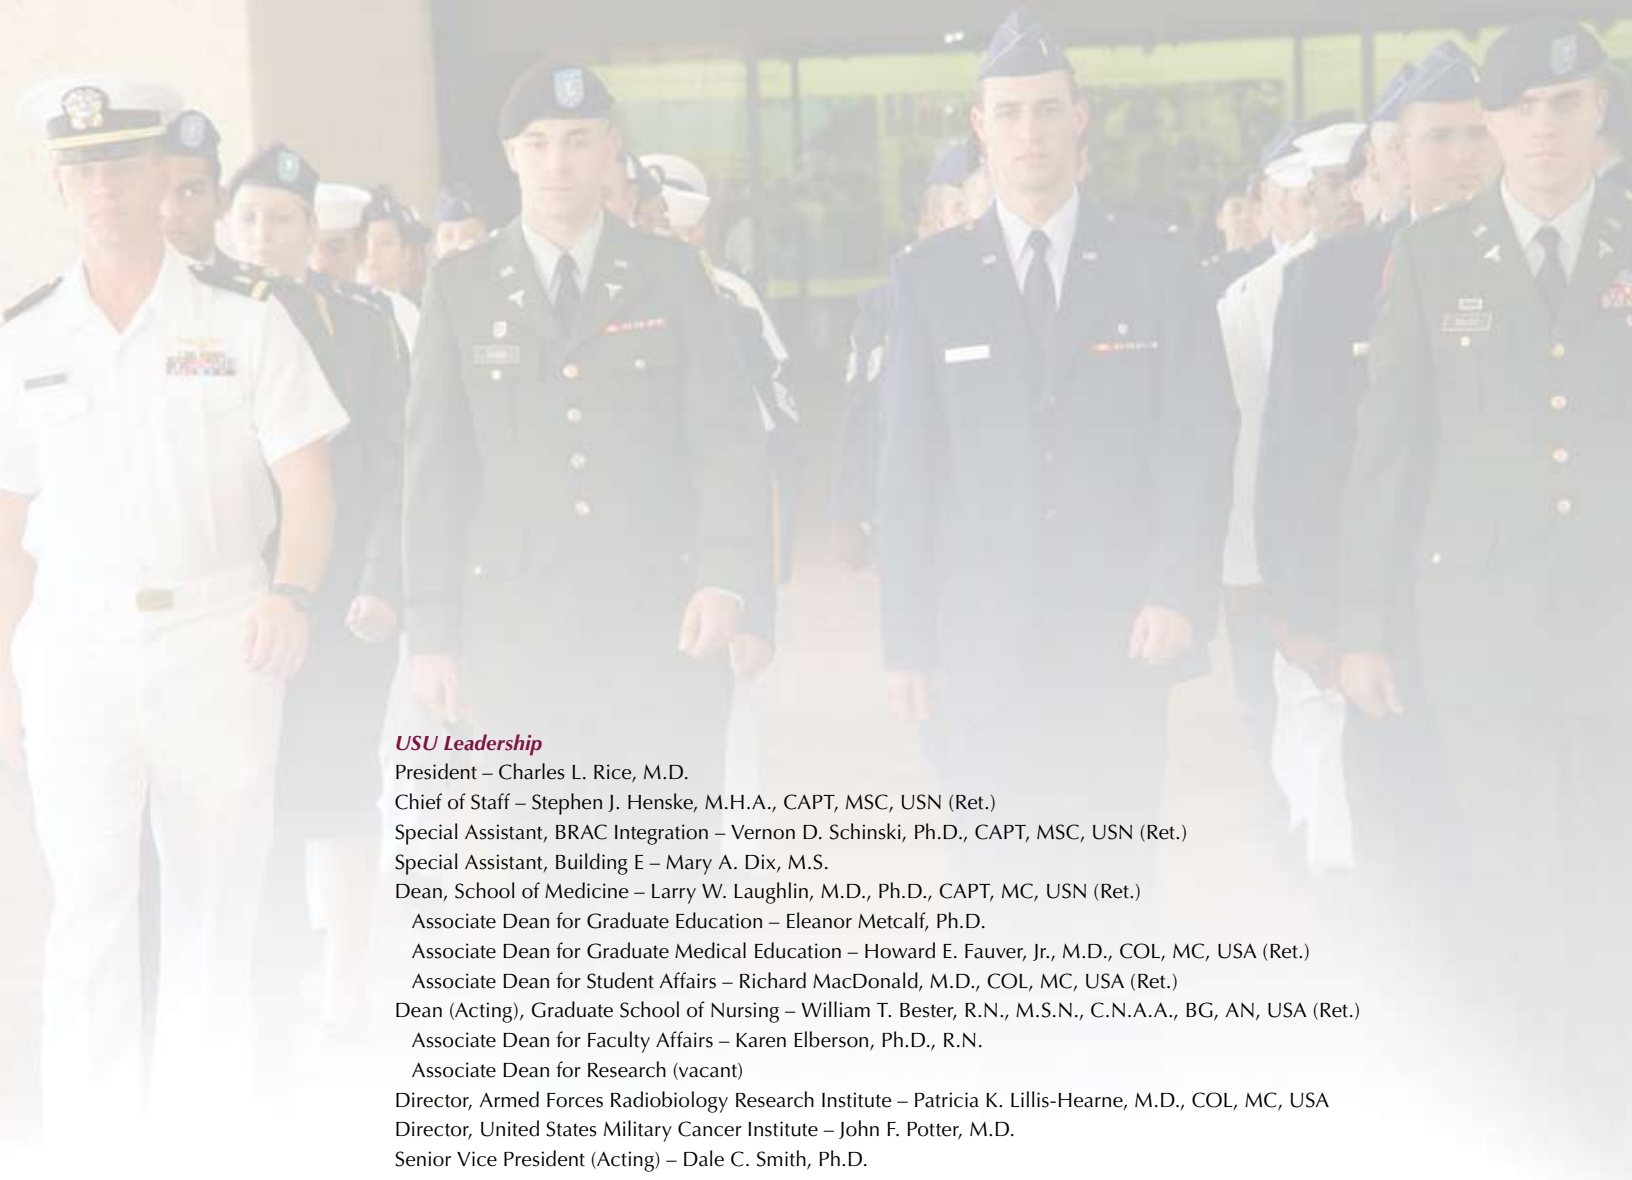 USU Leadership
President – Charles L. Rice, M.D.
Chief of Staff – Stephen J. Henske, M.H.A., CAPT, MSC, USN (Ret.)
Special Assistant, BRAC Integration – Vernon D. Schinski, Ph.D., CAPT, MSC, USN (Ret.)
Special Assistant, Building E – Mary A. Dix, M.S.
Dean, School of Medicine – Larry W. Laughlin, M.D., Ph.D., CAPT, MC, USN (Ret.)
Associate Dean for Graduate Education – Eleanor Metcalf, Ph.D.
Associate Dean for Graduate Medical Education – Howard E. Fauver, Jr., M.D., COL, MC, USA (Ret.)
Associate Dean for Student Affairs – Richard MacDonald, M.D., COL, MC, USA (Ret.)
Dean (Acting), Graduate School of Nursing – William T. Bester, R.N., M.S.N., C.N.A.A., BG, AN, USA (Ret.)
Associate Dean for Faculty Affairs – Karen Elberson, Ph.D., R.N.
Associate Dean for Research (vacant)
Director, Armed Forces Radiobiology Research Institute – Patricia K. Lillis-Hearne, M.D., COL, MC, USA
Director, United States Military Cancer Institute – John F. Potter, M.D.
Senior Vice President (Acting) – Dale C. Smith, Ph.D.